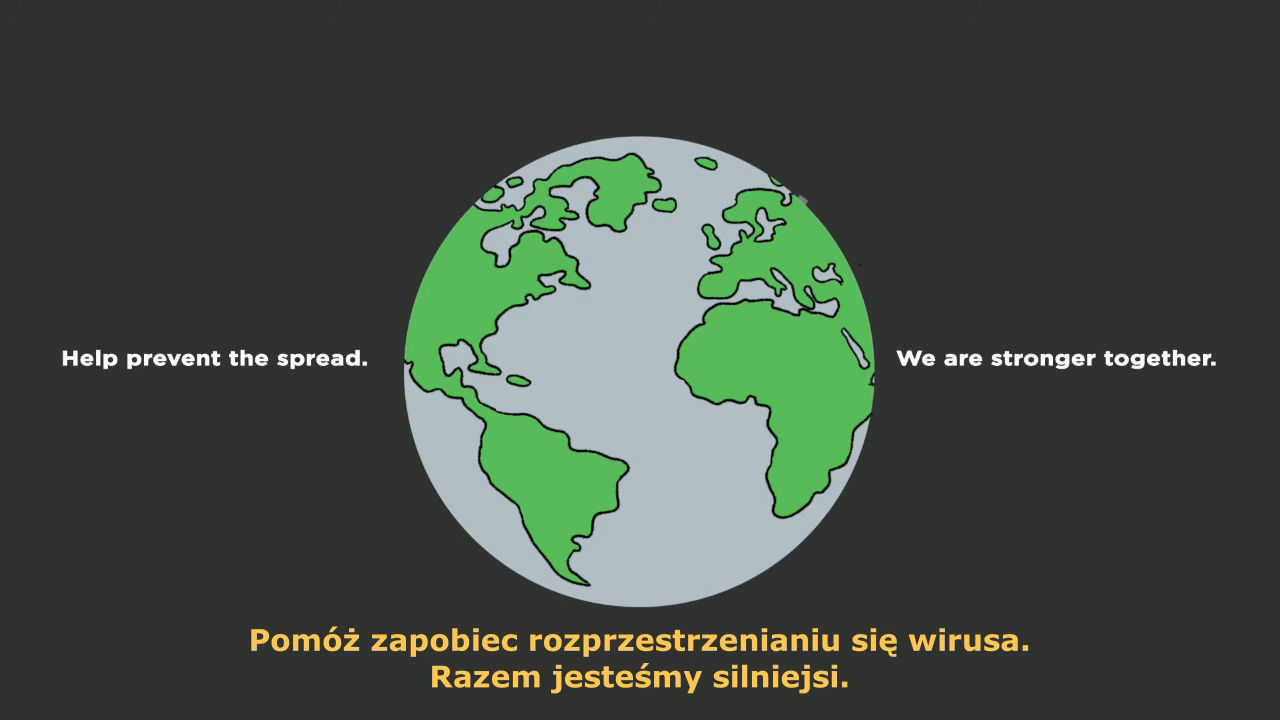 Help prevent the spread.
We are stronger together.
Pomóż zapobiec rozprzestrzenianiu się wirusa.
Razem jesteśmy silniejsi.